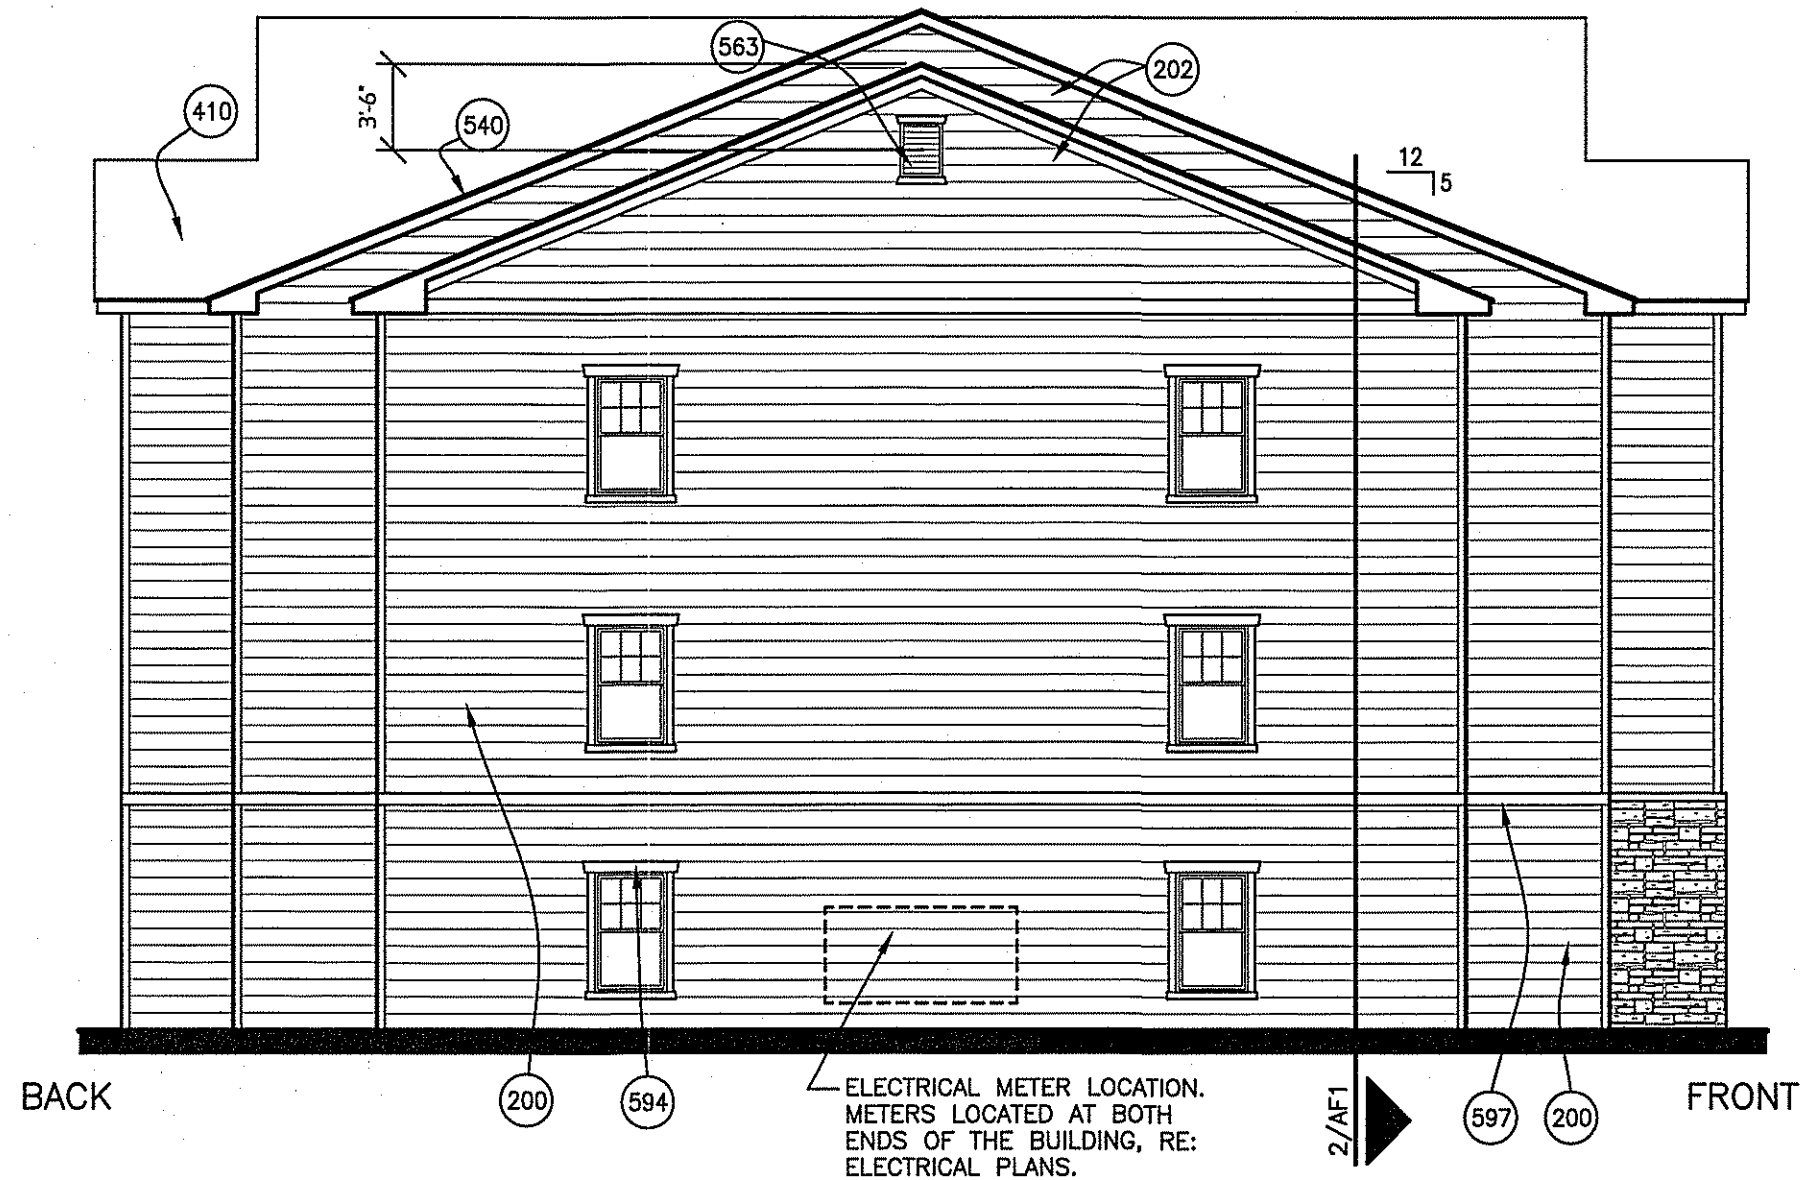 563
202
410
540
3'-6"
12
5
BACK
FRONT
200
594
ELECTRICAL METER LOCATION.
METERS LOCATED AT BOTH
ENDS OF THE BUILDING, RE:
ELECTRICAL PLANS.
2/AF1
597
200